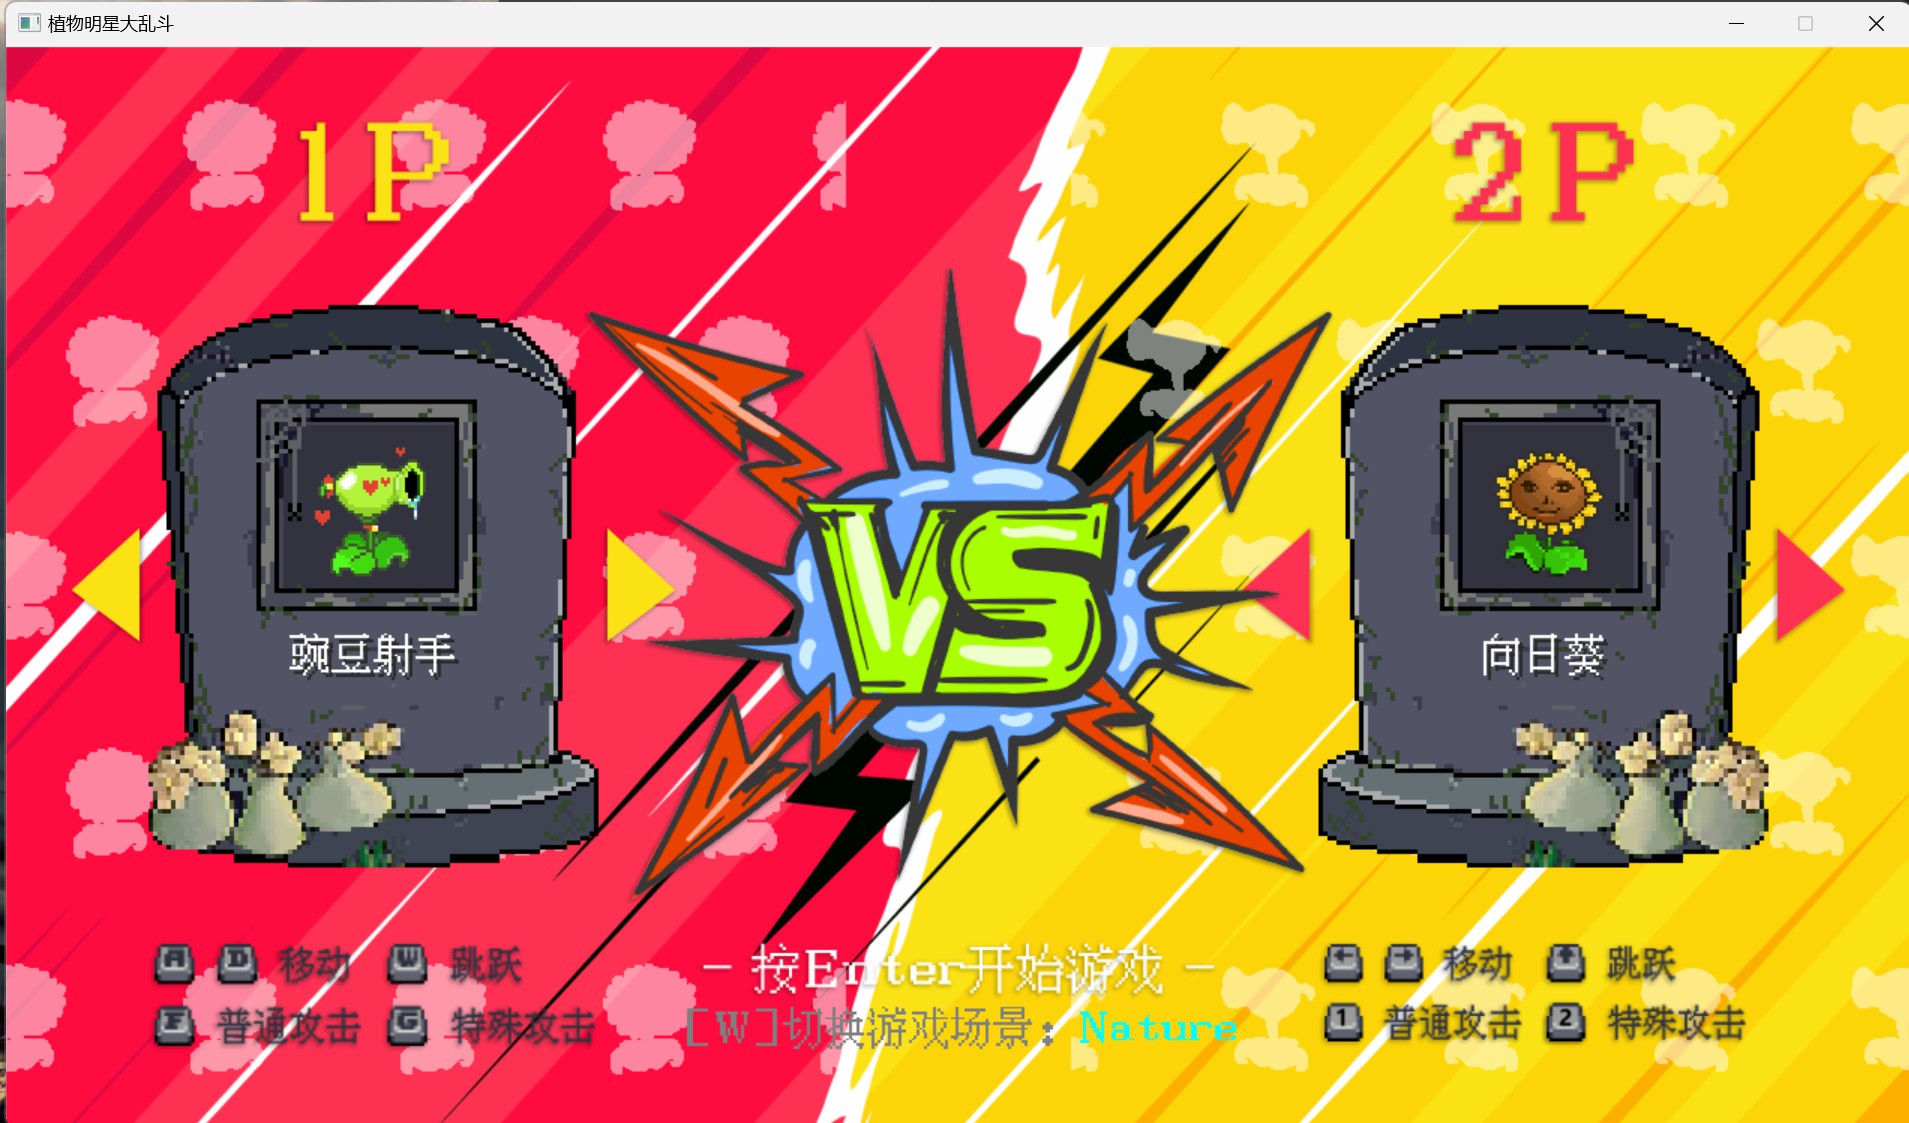 植物明星大乱斗
1P
2P
VS
豌豆射手
向日葵
A D 移动 W 跳跃
F 普通攻击 G 特殊攻击
- 按Enter开始游戏 -
[W]切换游戏场景: Nature
← → 移动 ↑ 跳跃
1 普通攻击 2 特殊攻击